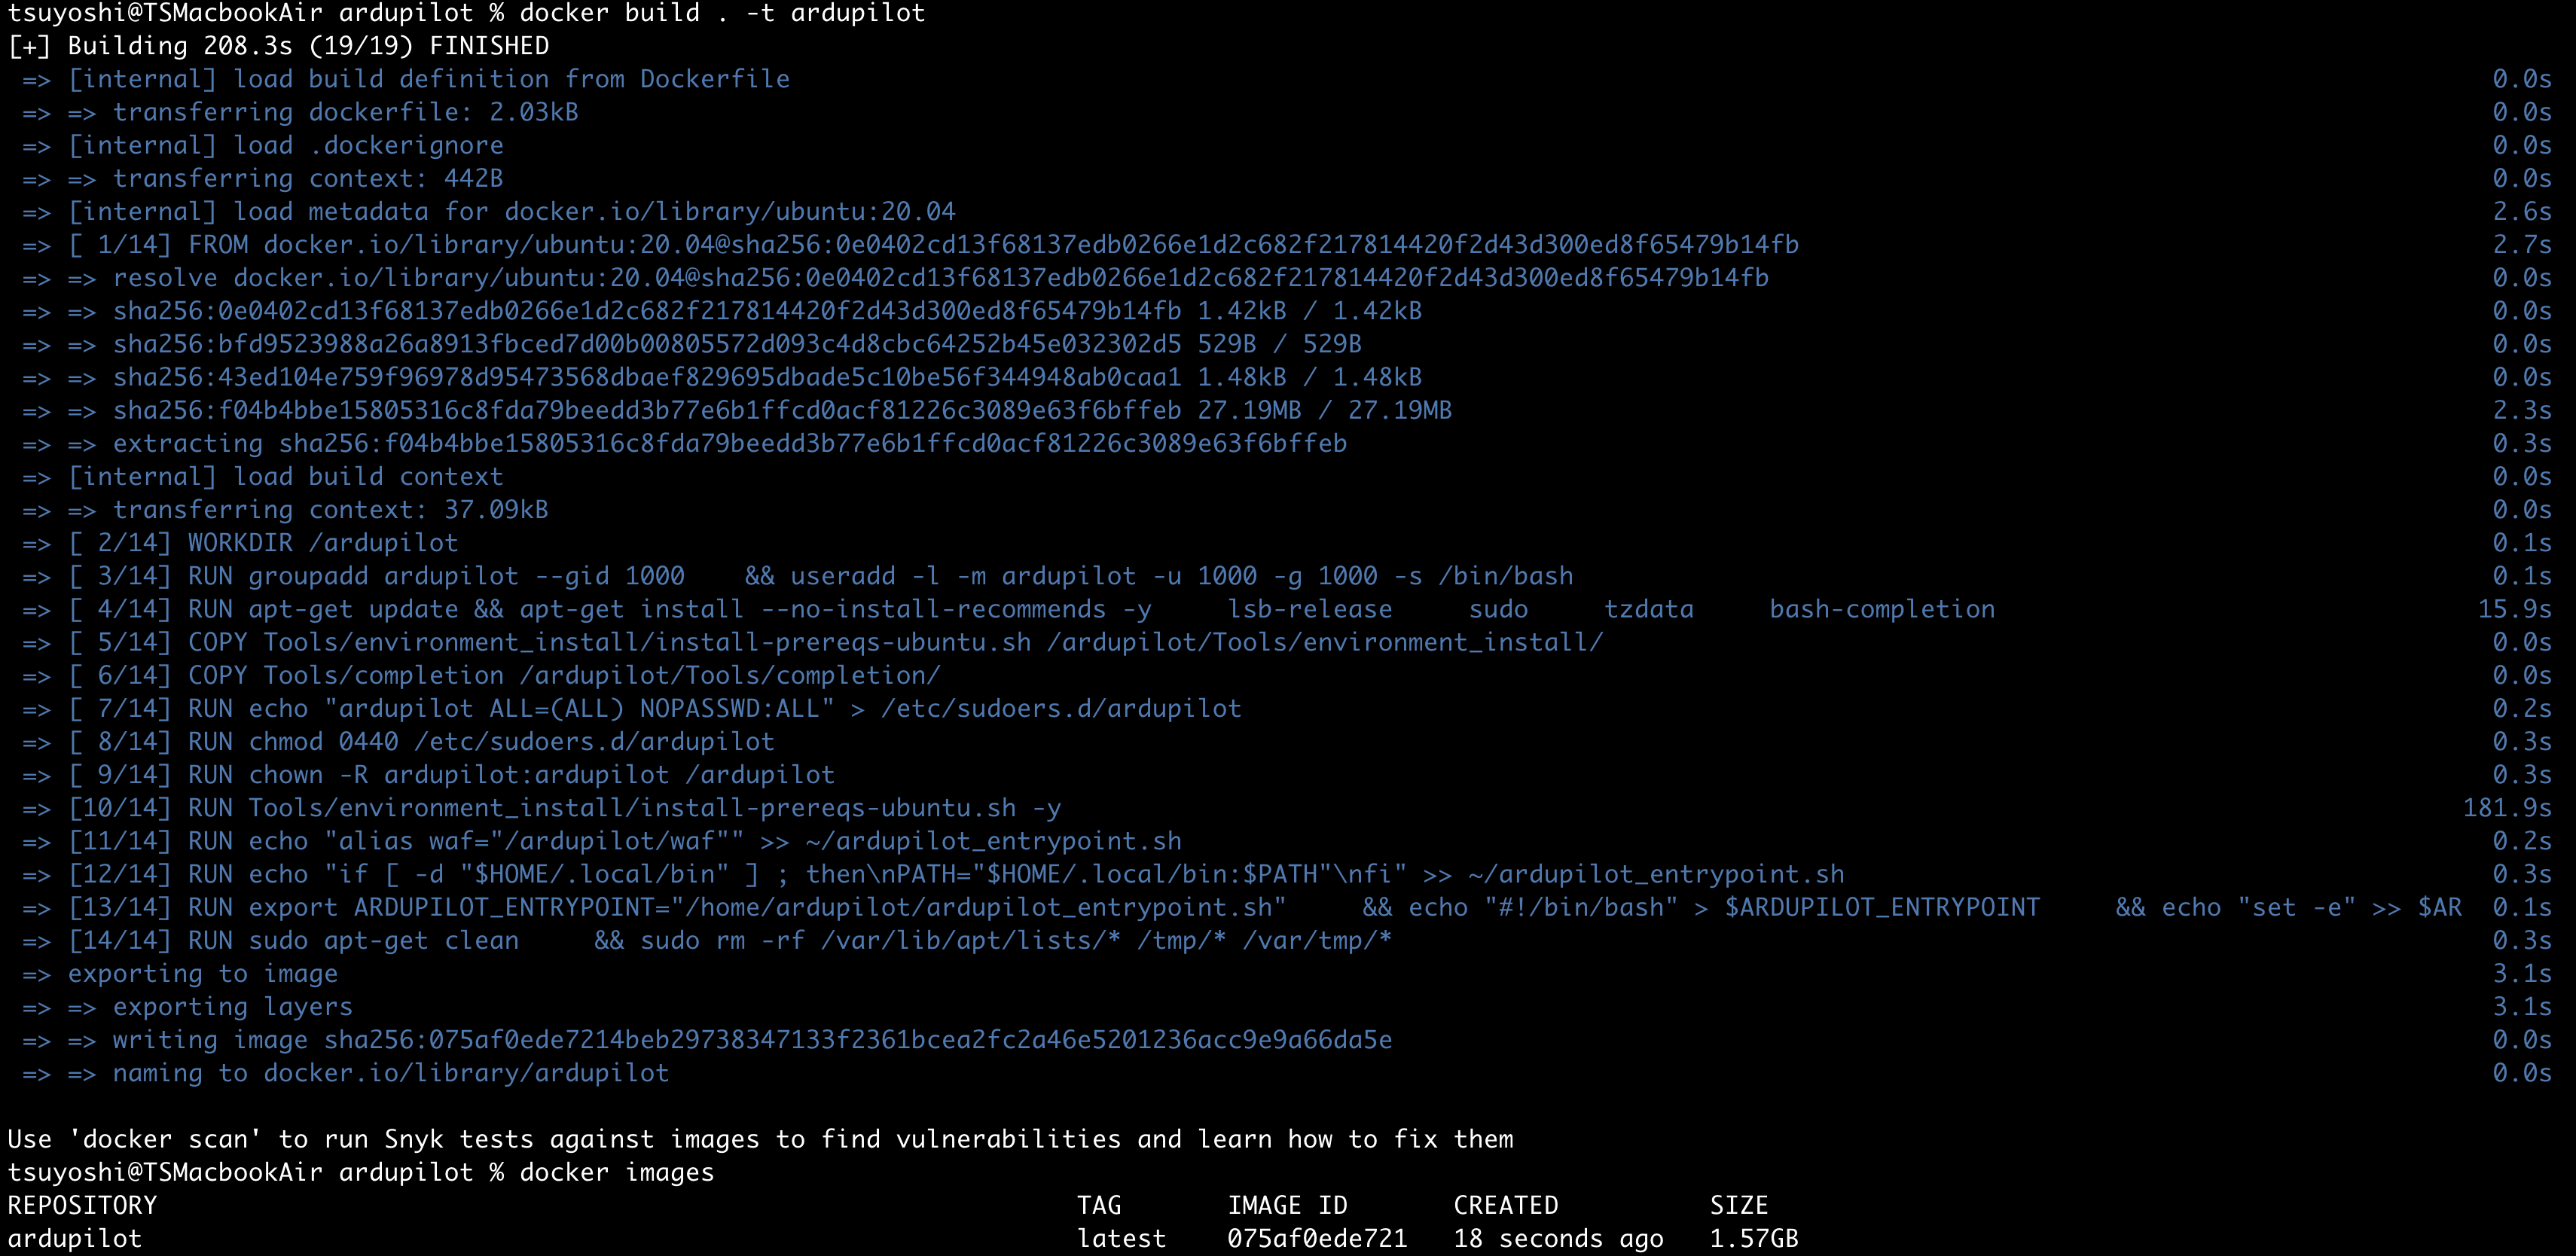 tsuyoshi@TSMacbookAir ardupilot % docker build . -t ardupilot
[+] Building 208.3s (19/19) FINISHED
=> [internal] load build definition from Dockerfile 0.0s
=> => transferring dockerfile: 2.03kB 0.0s
=> [internal] load .dockerignore 0.0s
=> => transferring context: 442B 0.0s
=> [internal] load metadata for docker.io/library/ubuntu:20.04 2.6s
=> [ 1/14] FROM docker.io/library/ubuntu:20.04@sha256:0e0402cd13f68137edb0266e1d2c682f217814420f2d43d300ed8f65479b14fb 2.7s
=> => resolve docker.io/library/ubuntu:20.04@sha256:0e0402cd13f68137edb0266e1d2c682f217814420f2d43d300ed8f65479b14fb 0.0s
=> => sha256:0e0402cd13f68137edb0266e1d2c682f217814420f2d43d300ed8f65479b14fb 1.42kB / 1.42kB 0.0s
=> => sha256:bfd9523988a26a8913fbced7d00b00805572d093c4d8cbc64252b45e032302d5 529B / 529B 0.0s
=> => sha256:43ed104e759f96978d95473568dbaef829695dbade5c10be56f344948ab0caa1 1.48kB / 1.48kB 0.0s
=> => sha256:f04b4bbe15805316c8fda79beedd3b77e6b1ffcd0acf81226c3089e63f6bffeb 27.19MB / 27.19MB 2.3s
=> => extracting sha256:f04b4bbe15805316c8fda79beedd3b77e6b1ffcd0acf81226c3089e63f6bffeb 0.3s
=> [internal] load build context 0.0s
=> => transferring context: 37.09kB 0.0s
=> [ 2/14] WORKDIR /ardupilot 0.1s
=> [ 3/14] RUN groupadd ardupilot --gid 1000    && useradd -l -m ardupilot -u 1000 -g 1000 -s /bin/bash 0.1s
=> [ 4/14] RUN apt-get update && apt-get install --no-install-recommends -y     lsb-release     sudo     tzdata     bash-completion 15.9s
=> [ 5/14] COPY Tools/environment_install/install-prereqs-ubuntu.sh /ardupilot/Tools/environment_install/ 0.0s
=> [ 6/14] COPY Tools/completion /ardupilot/Tools/completion/ 0.0s
=> [ 7/14] RUN echo "ardupilot ALL=(ALL) NOPASSWD:ALL" > /etc/sudoers.d/ardupilot 0.2s
=> [ 8/14] RUN chmod 0440 /etc/sudoers.d/ardupilot 0.3s
=> [ 9/14] RUN chown -R ardupilot:ardupilot /ardupilot 0.3s
=> [10/14] RUN Tools/environment_install/install-prereqs-ubuntu.sh -y 181.9s
=> [11/14] RUN echo "alias waf="/ardupilot/waf"" >> ~/ardupilot_entrypoint.sh 0.2s
=> [12/14] RUN echo "if [ -d "$HOME/.local/bin" ] ; then\nPATH="$HOME/.local/bin:$PATH"\nfi" >> ~/ardupilot_entrypoint.sh 0.3s
=> [13/14] RUN export ARDUPILOT_ENTRYPOINT="/home/ardupilot/ardupilot_entrypoint.sh"     && echo "#!/bin/bash" > $ARDUPILOT_ENTRYPOINT     && echo "set -e" >> $AR 0.1s
=> [14/14] RUN sudo apt-get clean     && sudo rm -rf /var/lib/apt/lists/* /tmp/* /var/tmp/* 0.3s
=> exporting to image 3.1s
=> => exporting layers 3.1s
=> => writing image sha256:075af0ede7214beb29738347133f2361bcea2fc2a46e5201236acc9e9a66da5e 0.0s
=> => naming to docker.io/library/ardupilot 0.0s
Use 'docker scan' to run Snyk tests against images to find vulnerabilities and learn how to fix them
tsuyoshi@TSMacbookAir ardupilot % docker images
REPOSITORY TAG IMAGE ID CREATED SIZE
ardupilot latest 075af0ede721 18 seconds ago 1.57GB